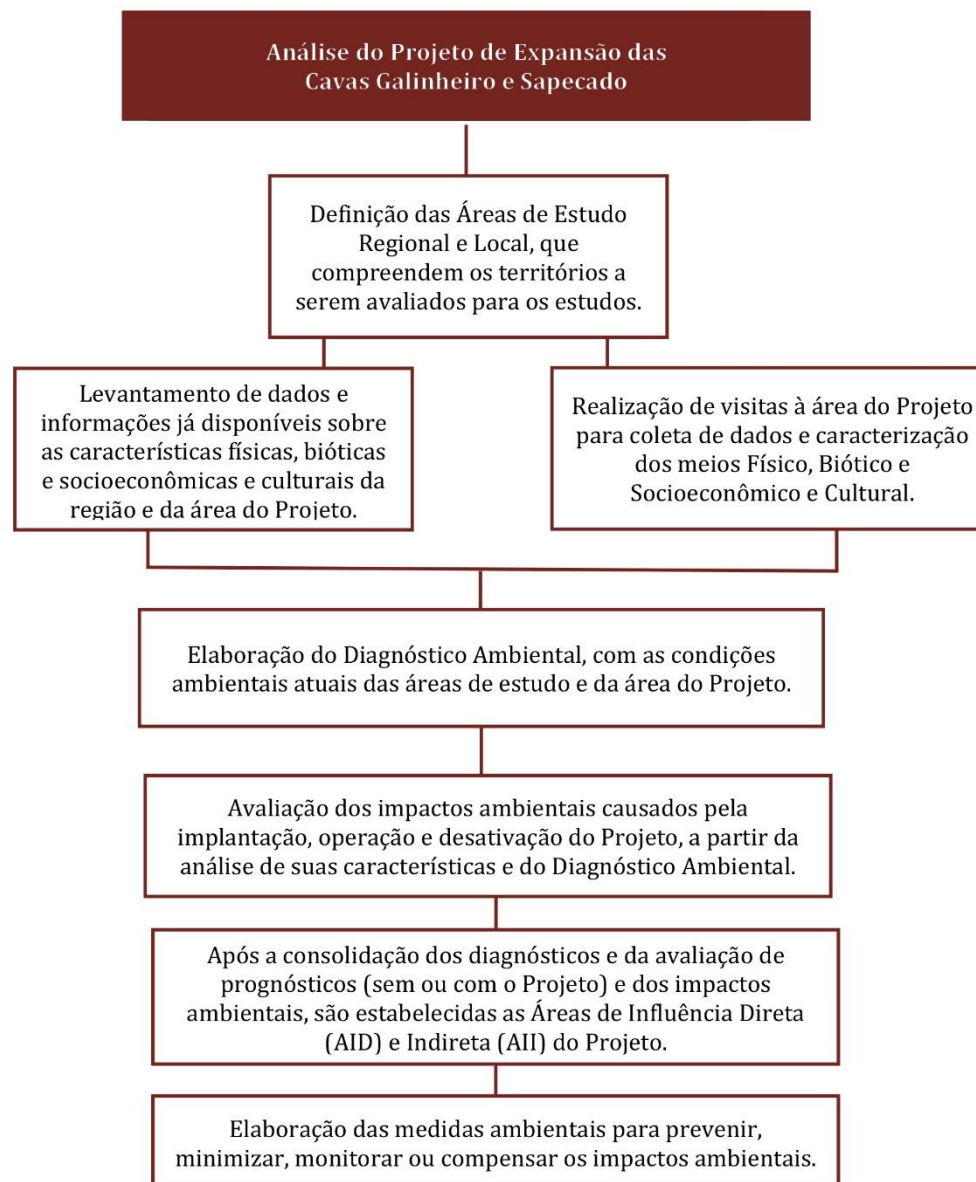 Análise do Projeto de Expansão das
Cavas Galinheiro e Sapecado
Definição das Áreas de Estudo
Regional e Local, que
compreendem os territórios a
serem avaliados para os estudos.
Levantamento de dados e
informações já disponíveis sobre
as características físicas, bióticas
e socioeconômicas e culturais da
região e da área do Projeto.
Realização de visitas à área do Projeto
para coleta de dados e caracterização
dos meios Físico, Biótico e
Socioeconômico e Cultural.
Elaboração do Diagnóstico Ambiental, com as condições
ambientais atuais das áreas de estudo e da área do Projeto.
Avaliação dos impactos ambientais causados pela
implantação, operação e desativação do Projeto, a partir da
análise de suas características e do Diagnóstico Ambiental.
Após a consolidação dos diagnósticos e da avaliação de
prognósticos (sem ou com o Projeto) e dos impactos
ambientais, são estabelecidas as Áreas de Influência Direta
(AID) e Indireta (AII) do Projeto.
Elaboração das medidas ambientais para prevenir,
minimizar, monitorar ou compensar os impactos ambientais.